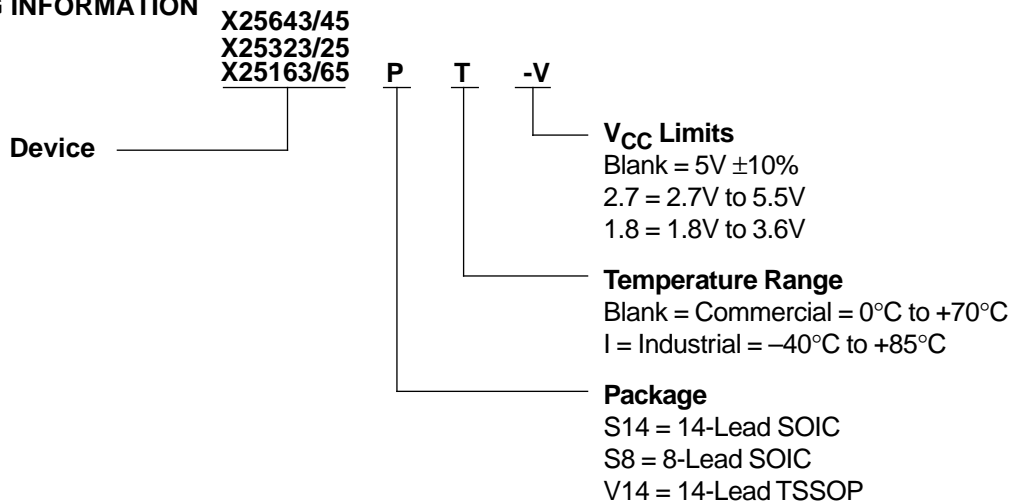 INFORMATION
X25643/45
X25323/25
X25163/65 P T -V
Device
VCC Limits
Blank = 5V ±10%
2.7 = 2.7V to 5.5V
1.8 = 1.8V to 3.6V
Temperature Range
Blank = Commercial = 0°C to +70°C
I = Industrial = –40°C to +85°C
Package
S14 = 14-Lead SOIC
S8 = 8-Lead SOIC
V14 = 14-Lead TSSOP